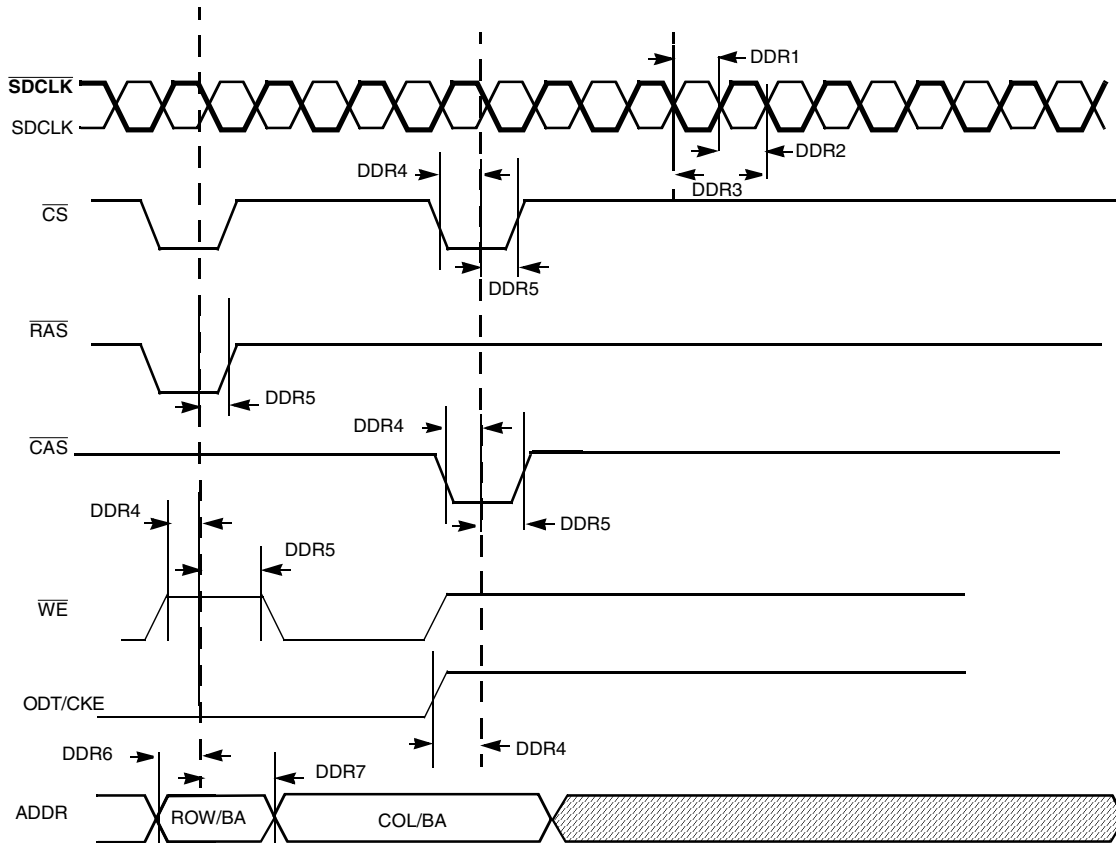 DDR1
SDCLK
SDCLK
DDR2
DDR4
DDR3
CS
DDR5
RAS
DDR5
DDR4
CAS
DDR4
DDR5
DDR5
WE
ODT/CKE
DDR6
DDR4
DDR7
ADDR
ROW/BA
COL/BA